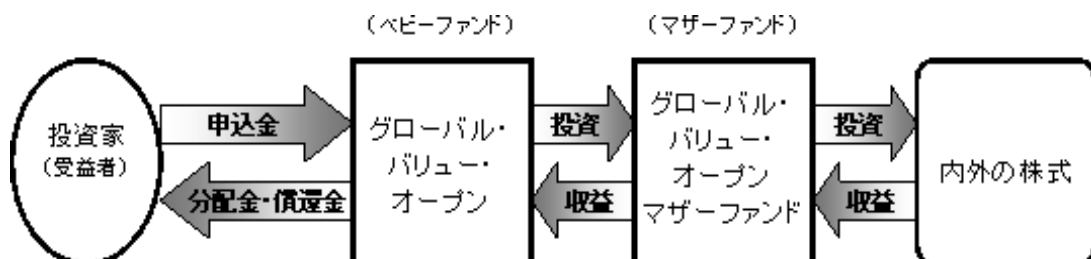 （ベビーファンド）
（マザーファンド）
投資家
（受益者）
申込金
分配金・償還金
グローバル・
バリュー・
オープン
投資
収益
グローバル・
バリュー・
オープン
マザーファンド
投資
収益
内外の株式